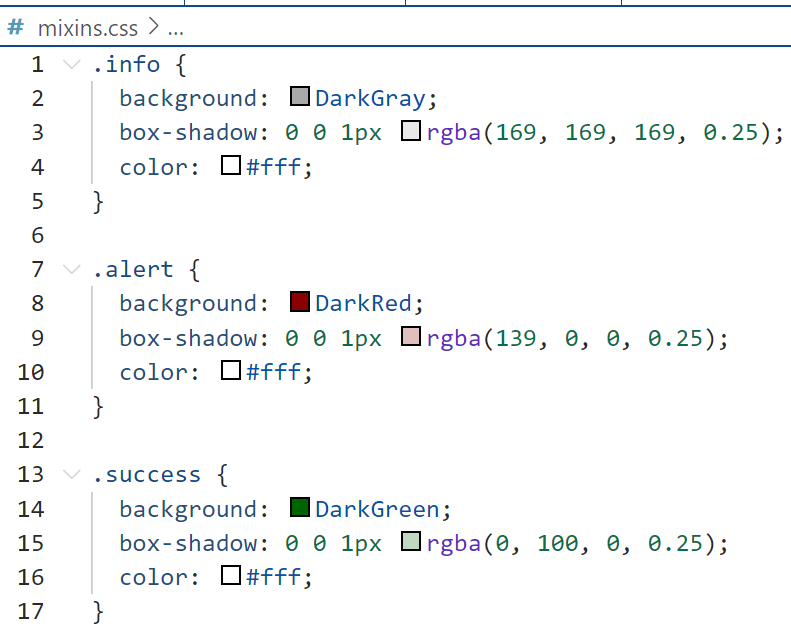 # mixins.css > ...
1 .info {
2 background: DarkGray;
3 box-shadow: 0 0 1px rgba(169, 169, 169, 0.25);
4 color: #fff;
5 }
6
7 .alert {
8 background: DarkRed;
9 box-shadow: 0 0 1px rgba(139, 0, 0, 0.25);
10 color: #fff;
11 }
12
13 .success {
14 background: DarkGreen;
15 box-shadow: 0 0 1px rgba(0, 100, 0, 0.25);
16 color: #fff;
17 }